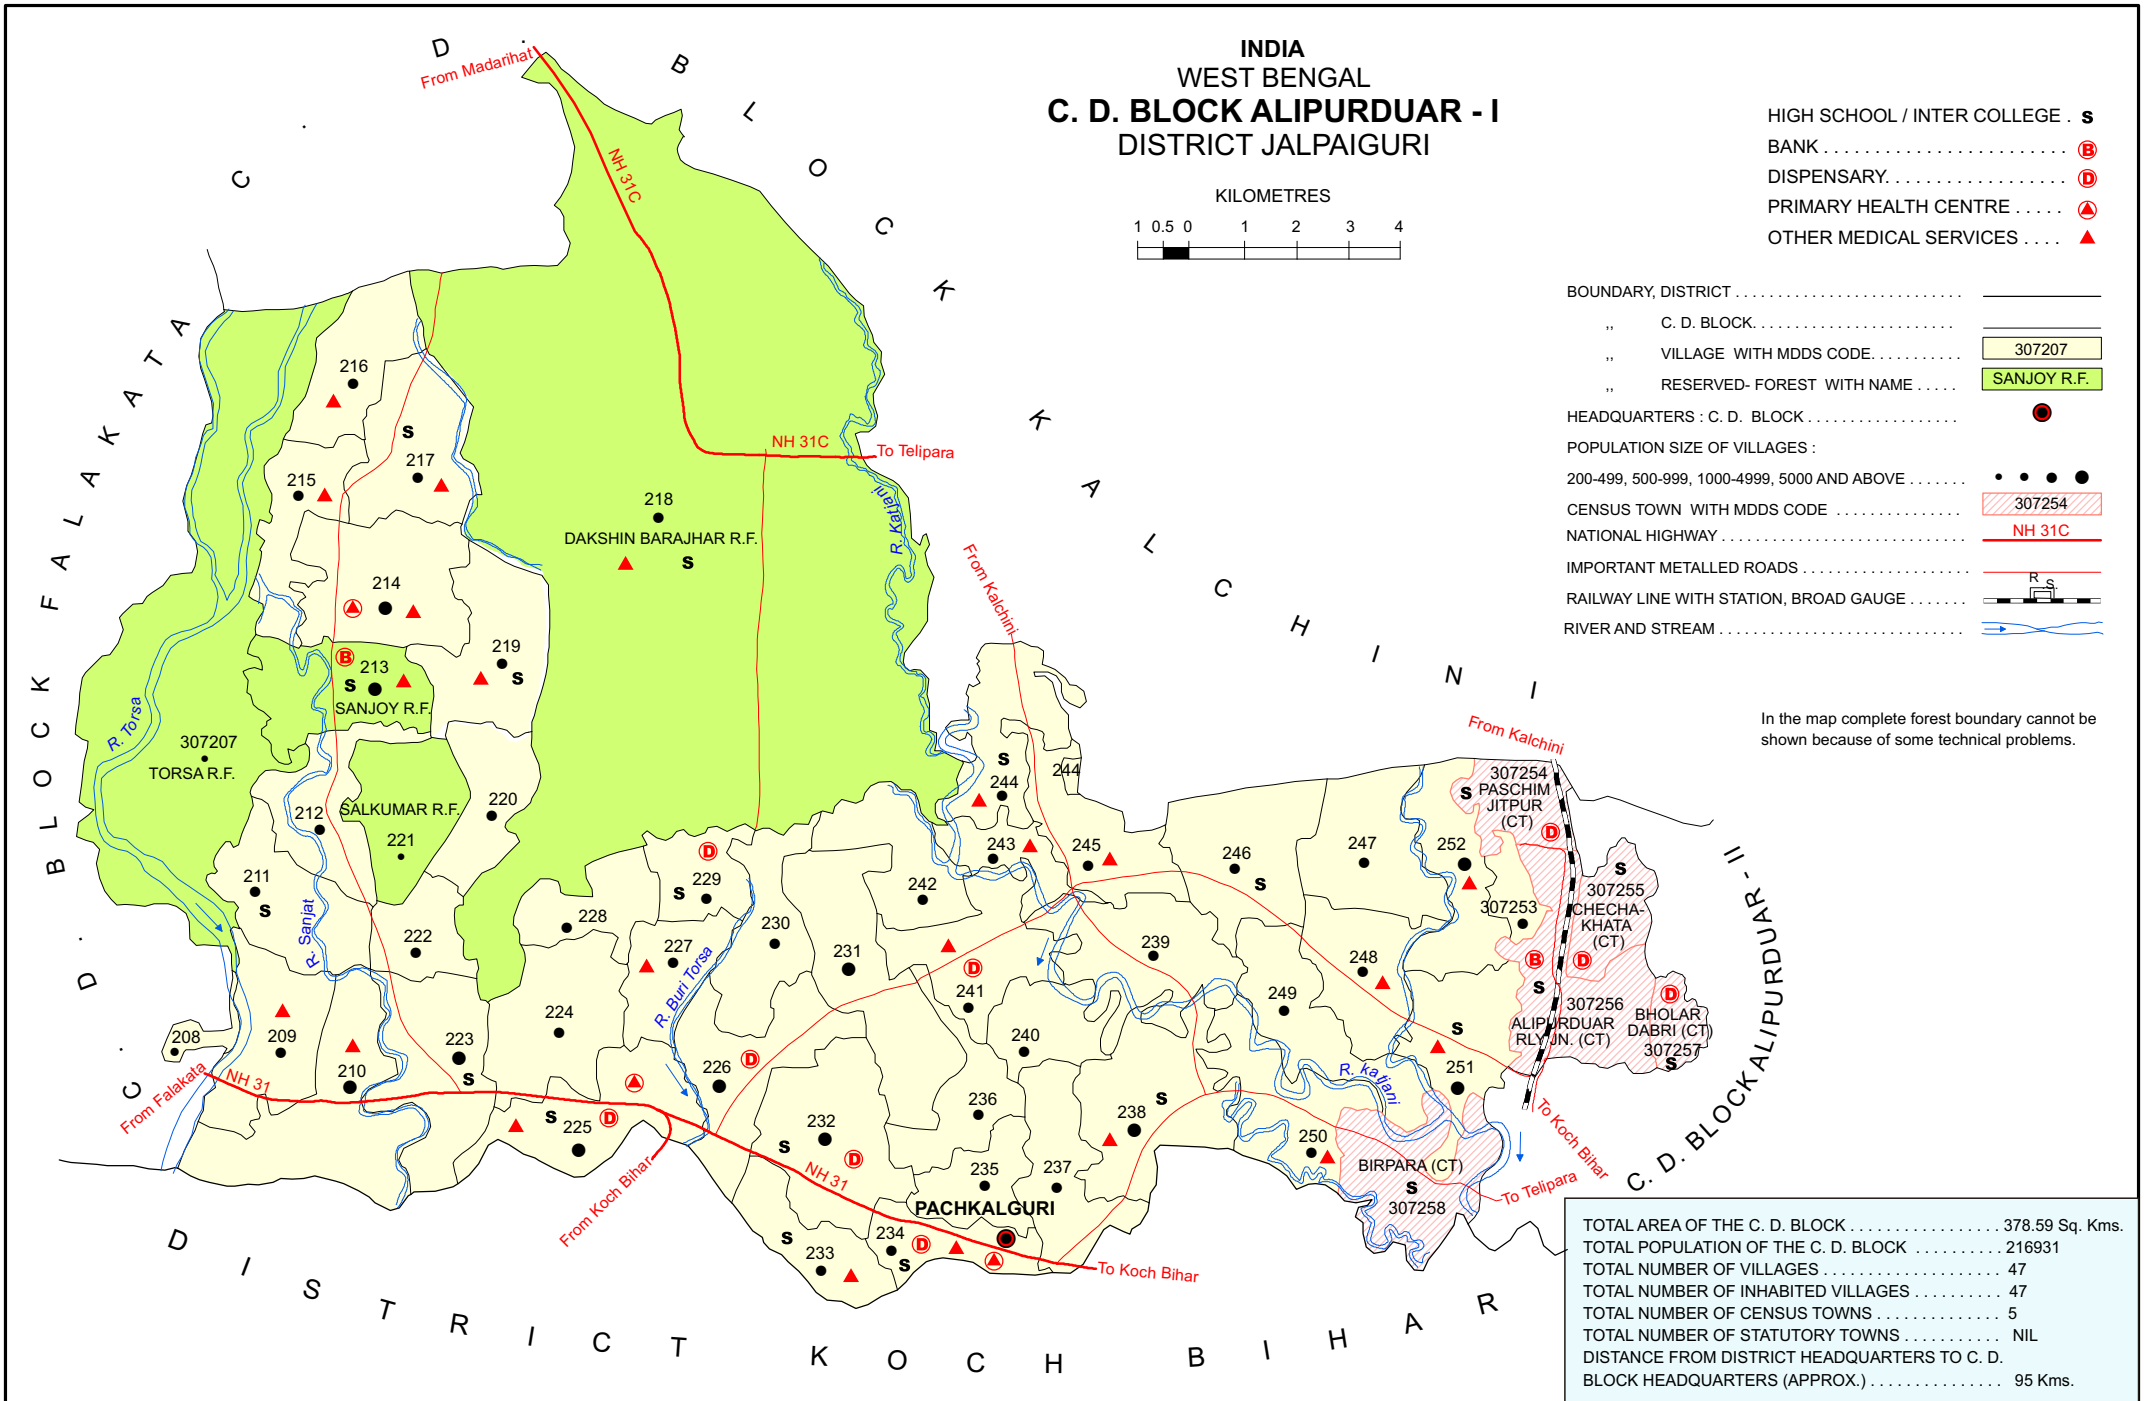 INDIA
WEST BENGAL
C. D. BLOCK ALIPURDUAR - I
DISTRICT JALPAIGURI
KILOMETRES
1 0.5 0 1 2 3 4
HIGH SCHOOL / INTER COLLEGE . S
BANK . . . . . . . . . . . . . . . . . . . . . . . . B
DISPENSARY. . . . . . . . . . . . . . . . . . D
PRIMARY HEALTH CENTRE . . . . .
OTHER MEDICAL SERVICES . . . .
BOUNDARY, DISTRICT . . . . . . . . . . . . . . . . . . . . . . . . . . .
,, C. D. BLOCK. . . . . . . . . . . . . . . . . . . . . . . .
,, VILLAGE WITH MDDS CODE. . . . . . . . . . . 307207
,, RESERVED- FOREST WITH NAME . . . . . SANJOY R.F.
HEADQUARTERS : C. D. BLOCK . . . . . . . . . . . . . . . . . .
POPULATION SIZE OF VILLAGES :
200-499, 500-999, 1000-4999, 5000 AND ABOVE . . . . . . .
CENSUS TOWN WITH MDDS CODE . . . . . . . . . . . . . . . 307254
NATIONAL HIGHWAY . . . . . . . . . . . . . . . . . . . . . . . . . . . . . NH 31C
IMPORTANT METALLED ROADS . . . . . . . . . . . . . . . . . . . .
RAILWAY LINE WITH STATION, BROAD GAUGE . . . . . . . R.S.
RIVER AND STREAM . . . . . . . . . . . . . . . . . . . . . . . . . . . . .
In the map complete forest boundary cannot be
shown because of some technical problems.
C. D. BLOCK FALAKATA
C. D. BLOCK KALCHINI
C. D. BLOCK ALIPURDUAR - II
DISTRICT KOCH BIHAR
From Madarihat
NH 31C
NH 31C
To Telipara
R. Katjani
From Kalchini
216
S
217
215
218
DAKSHIN BARAJHAR R.F.
S
214
B
213
S
SANJOY R.F.
219
S
R. Torsa
307207
TORSA R.F.
212
SALKUMAR R.F.
221
220
211
S
R. Sanjat
222
208
209
210
223
S
224
From Falakata
NH 31
S
225
D
From Koch Bihar
228
D
S
229
227
R. Buri Torsa
230
231
226
D
242
D
241
240
S
244
244
243
245
246
S
247
239
248
249
252
S
From Kalchini
307254
PASCHIM
JITPUR
(CT)
D
307253
S
307255
CHECHA-
KHATA
(CT)
B
D
S
307256
ALIPURDUAR
RLY JN. (CT)
D
BHOLAR
DABRI (CT)
307257
S
S
251
R. katjani
To Koch Bihar
232
S
D
NH 31
236
235
237
238
S
250
BIRPARA (CT)
S
307258
To Telipara
PACHKALGURI
S
233
234
D
S
To Koch Bihar
TOTAL AREA OF THE C. D. BLOCK . . . . . . . . . . . . . . . . . 378.59 Sq. Kms.
TOTAL POPULATION OF THE C. D. BLOCK . . . . . . . . . . 216931
TOTAL NUMBER OF VILLAGES . . . . . . . . . . . . . . . . . . . . 47
TOTAL NUMBER OF INHABITED VILLAGES . . . . . . . . . . 47
TOTAL NUMBER OF CENSUS TOWNS . . . . . . . . . . . . . . 5
TOTAL NUMBER OF STATUTORY TOWNS . . . . . . . . . . . NIL
DISTANCE FROM DISTRICT HEADQUARTERS TO C. D.
BLOCK HEADQUARTERS (APPROX.) . . . . . . . . . . . . . . . 95 Kms.